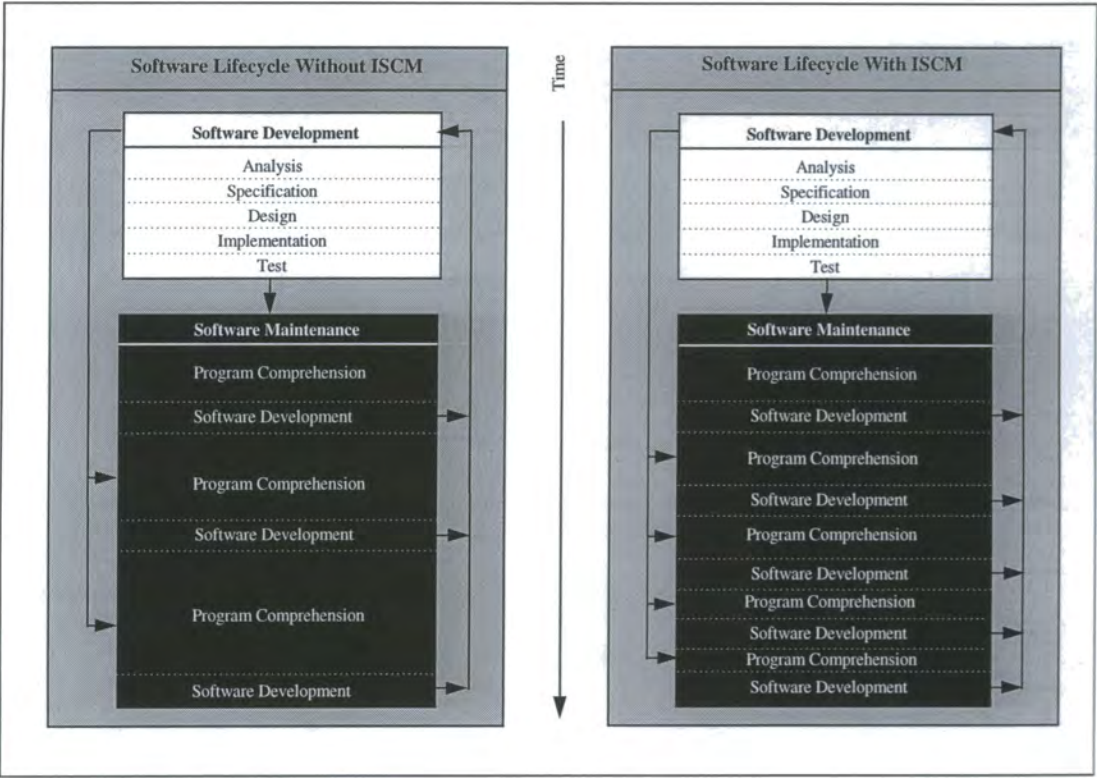 Software Lifecycle Without ISCM
Software Development
Analysis
Specification
Design
Implementation
Test
Software Maintenance
Program Comprehension
Software Development
Program Comprehension
Software Development
Program Comprehension
Software Development
Time
Software Lifecycle With ISCM
Software Development
Analysis
Specification
Design
Implementation
Test
Software Maintenance
Program Comprehension
Software Development
Program Comprehension
Software Development
Program Comprehension
Software Development
Program Comprehension
Software Development
Program Comprehension
Software Development